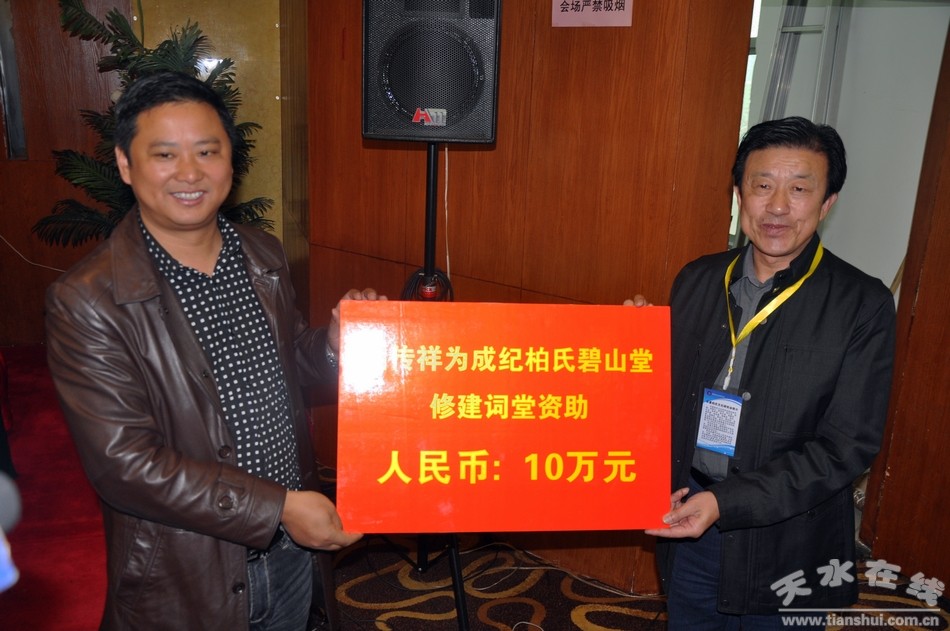 会场严禁吸烟
传祥为成纪柏氏碧山堂
修建词堂资助
人民币：10万元
天水在线
www.tianshui.com.cn